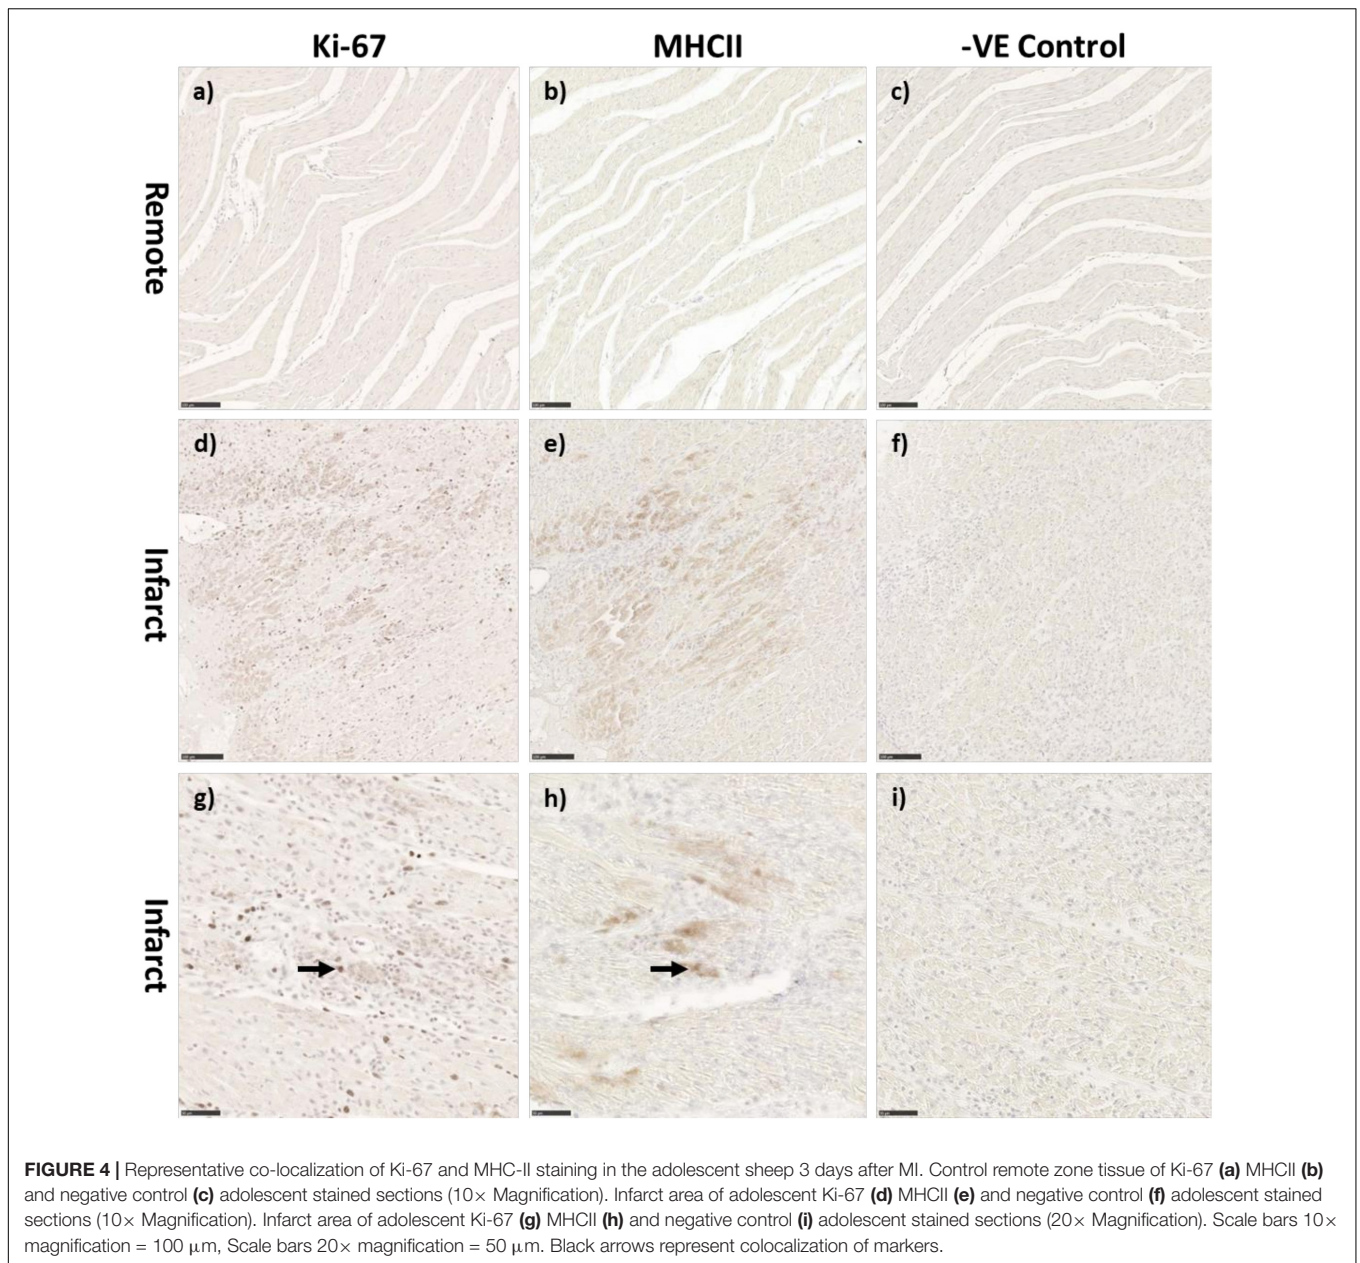 Ki-67 MHCII -VE Control
Remote
a) b) c)
Infarct
d) e) f)
Infarct
g) h) i)
FIGURE 4 | Representative co-localization of Ki-67 and MHC-II staining in the adolescent sheep 3 days after MI. Control remote zone tissue of Ki-67 (a) MHCII (b)
and negative control (c) adolescent stained sections (10× Magnification). Infarct area of adolescent Ki-67 (d) MHCII (e) and negative control (f) adolescent stained
sections (10× Magnification). Infarct area of adolescent Ki-67 (g) MHCII (h) and negative control (i) adolescent stained sections (20× Magnification). Scale bars 10×
magnification = 100 μm, Scale bars 20× magnification = 50 μm. Black arrows represent colocalization of markers.